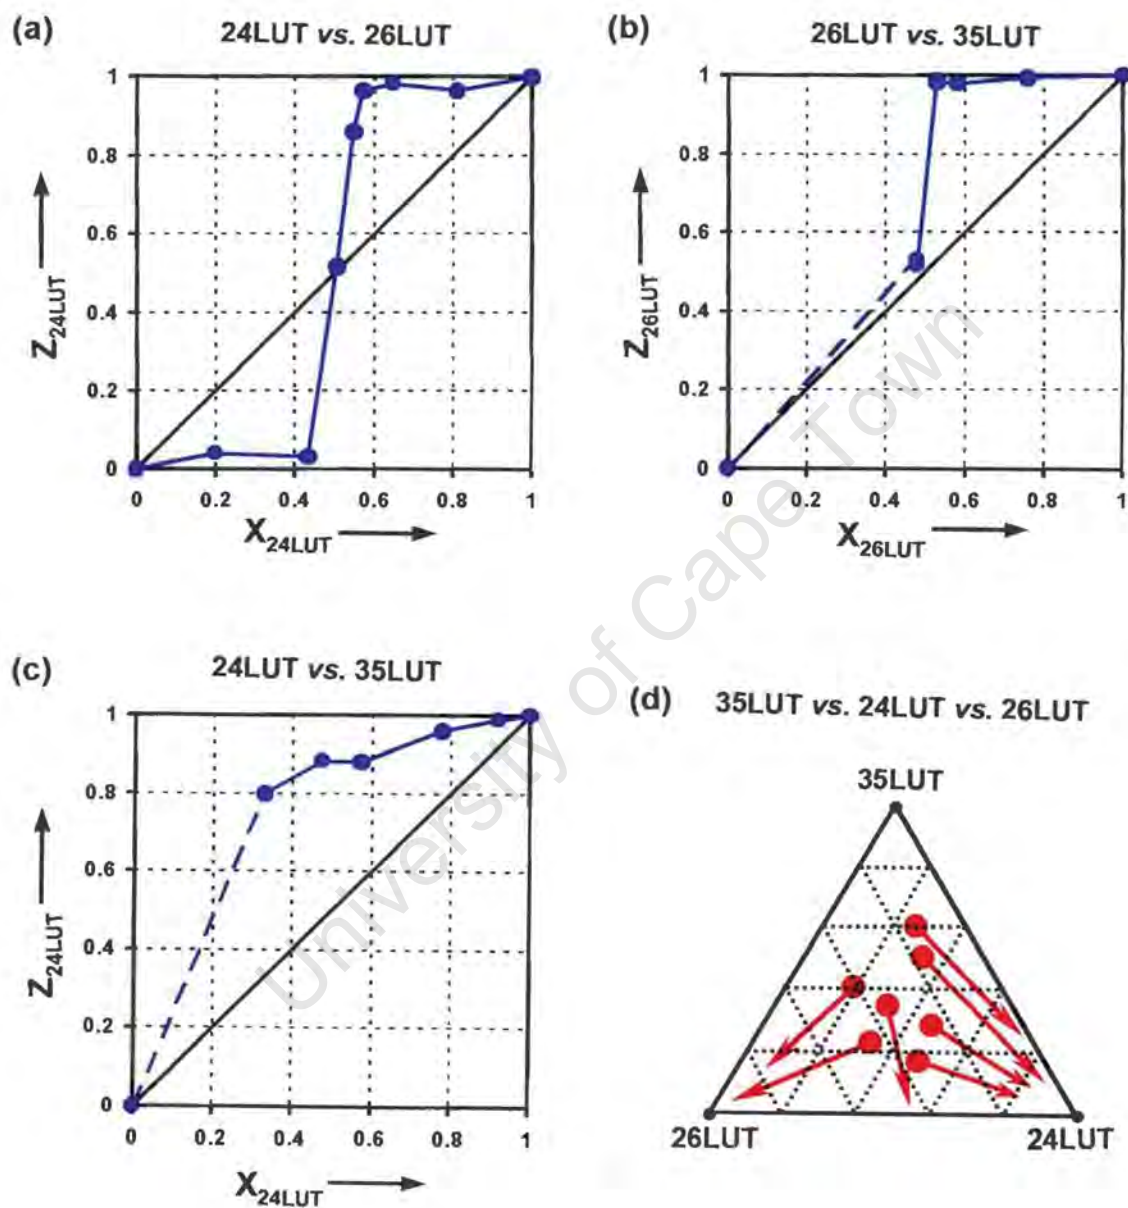 (a) 24LUT vs. 26LUT
1
0.8
0.6
0.4
0.2
0
0 0.2 0.4 0.6 0.8 1
Z24LUT
X24LUT
(b) 26LUT vs. 35LUT
1
0.8
0.6
0.4
0.2
0
0 0.2 0.4 0.6 0.8 1
Z26LUT
X26LUT
(c) 24LUT vs. 35LUT
1
0.8
0.6
0.4
0.2
0
0 0.2 0.4 0.6 0.8 1
Z24LUT
X24LUT
(d) 35LUT vs. 24LUT vs. 26LUT
35LUT
26LUT 24LUT
University of Cape Town